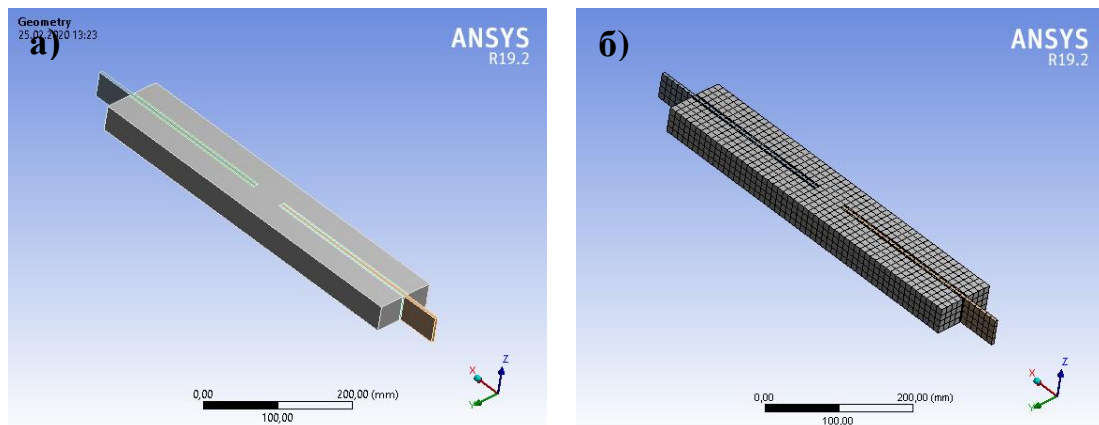 Geometry
25.02.2020 13:23
а)
ANSYS
R19.2
X
Z
Y
0,00
200,00 (mm)
100,00
б)
ANSYS
R19.2
X
Z
Y
0,00
200,00 (mm)
100,00